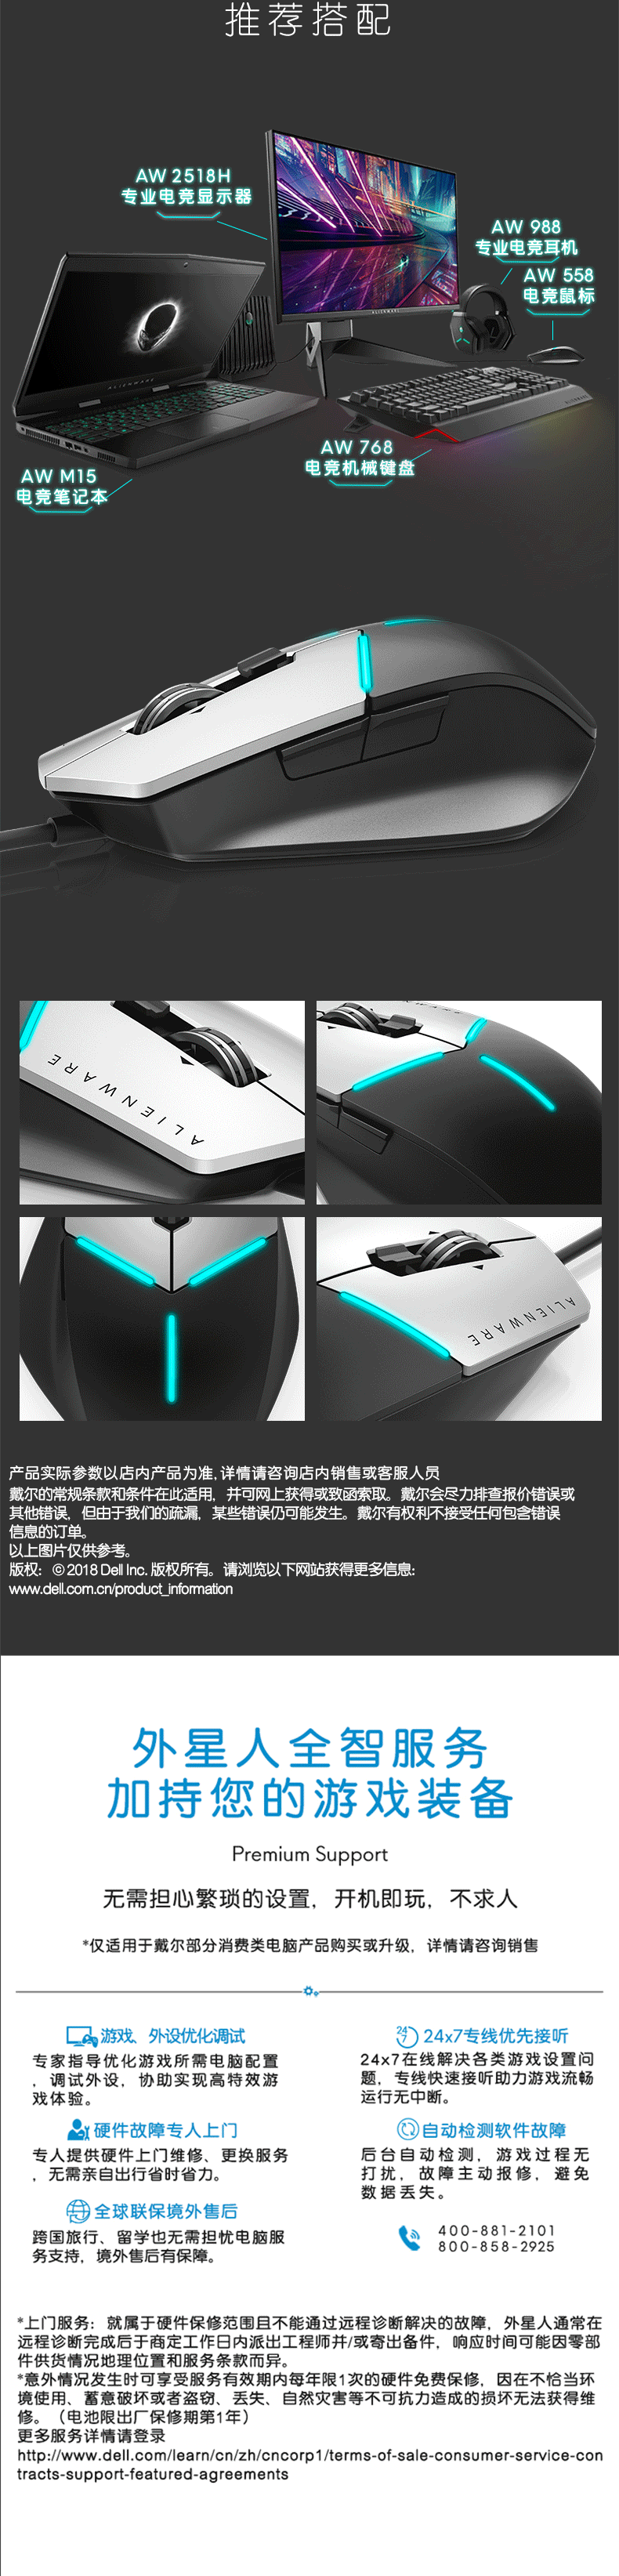 推荐搭配
AW 2518H
专业电竞显示器
AW 988
专业电竞耳机
AW 558
电竞鼠标
ALIENWARE
ALIENWARE
AW 768
电竞机械键盘
AW M15
电竞笔记本
ALIENWARE
ALIENWARE
产品实际参数以店内产品为准,详情请咨询店内销售或客服人员
戴尔的常规条款和条件在此适用，并可网上获得或致函索取。戴尔会尽力排查报价错误或
其他错误，但由于我们的疏漏，某些错误仍可能发生。戴尔有权利不接受任何包含错误
信息的订单。
以上图片仅供参考。
版权：© 2018 Dell Inc. 版权所有。请浏览以下网站获得更多信息:
www.dell.com.cn/product_information
外星人全智服务
加持您的游戏装备
Premium Support
无需担心繁琐的设置，开机即玩，不求人
*仅适用于戴尔部分消费类电脑产品购买或升级，详情请咨询销售
游戏、外设优化调试
专家指导优化游戏所需电脑配置
，调试外设，协助实现高特效游
戏体验。
24x7
24x7专线优先接听
24x7在线解决各类游戏设置问
题，专线快速接听助力游戏流畅
运行无中断。
硬件故障专人上门
专人提供硬件上门维修、更换服务
，无需亲自出行省时省力。
自动检测软件故障
后台自动检测，游戏过程无
打扰，故障主动报修，避免
数据丢失。
全球联保境外售后
跨国旅行、留学也无需担忧电脑服
务支持，境外售后有保障。
400-881-2101
800-858-2925
*上门服务：就属于硬件保修范围且不能通过远程诊断解决的故障，外星人通常在
远程诊断完成后于商定工作日内派出工程师并/或寄出备件，响应时间可能因零部
件供货情况地理位置和服务条款而异。
*意外情况发生时可享受服务有效期内每年限1次的硬件免费保修，因在不恰当环
境使用、蓄意破坏或者盗窃、丢失、自然灾害等不可抗力造成的损坏无法获得维
修。（电池限出厂保修期第1年）
更多服务详情请登录
http://www.dell.com/learn/cn/zh/cncorp1/terms-of-sale-consumer-service-con
tracts-support-featured-agreements